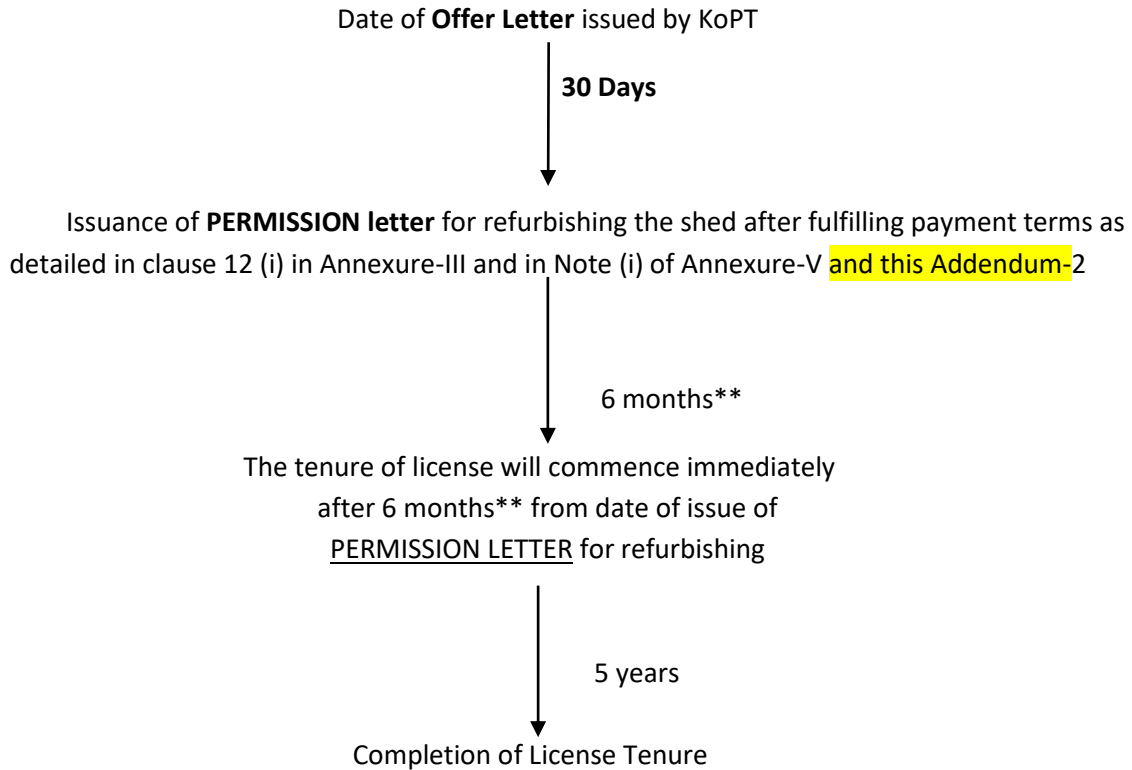 Date of Offer Letter issued by KoPT
30 Days
Issuance of PERMISSION letter for refurbishing the shed after fulfilling payment terms as
detailed in clause 12 (i) in Annexure-III and in Note (i) of Annexure-V and this Addendum-2
6 months**
The tenure of license will commence immediately
after 6 months** from date of issue of
PERMISSION LETTER for refurbishing
5 years
Completion of License Tenure